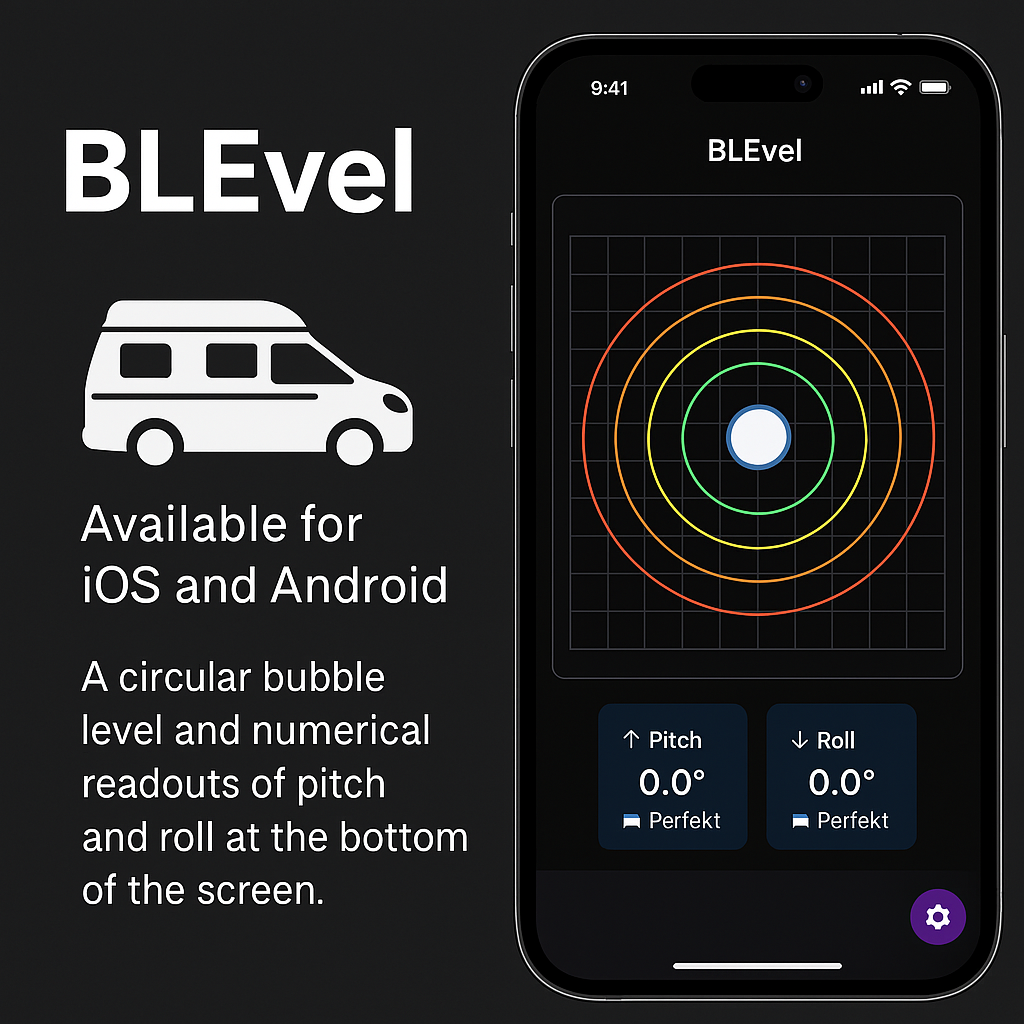 BLEvel
Available for
iOS and Android
A circular bubble
level and numerical
readouts of pitch
and roll at the bottom
of the screen.
9:41
BLEvel
↑ Pitch
0.0°
Perfekt
↓ Roll
0.0°
Perfekt